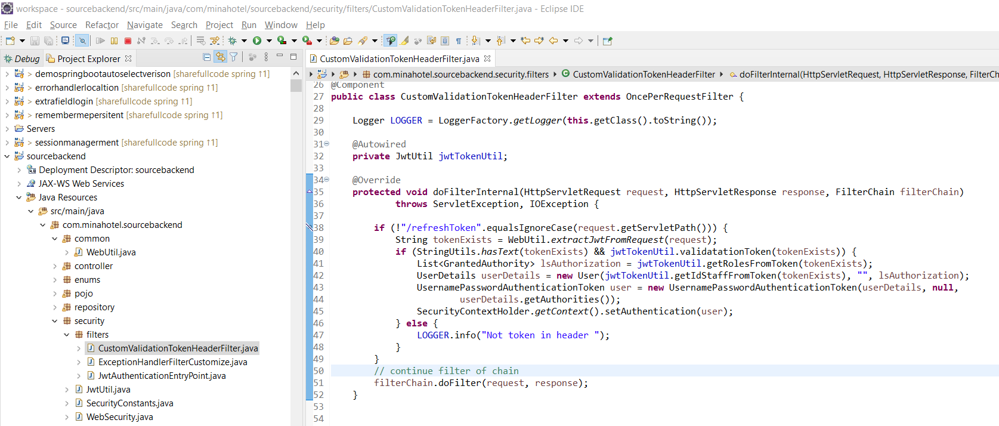 workspace - sourcebackend/src/main/java/com/minahotel/sourcebackend/security/filters/CustomValidationTokenHeaderFilter.java - Eclipse IDE
File Edit Source Refactor Navigate Search Project Run Window Help
Debug Project Explorer
> demospringbootautoselectverison [sharefullcode spring ↑1]
> errorhandlerlocaltion [sharefullcode spring ↑1]
> extrafieldlogin [sharefullcode spring ↑1]
> remembermepersitent [sharefullcode spring ↑1]
Servers
> sessionmanagerment [sharefullcode spring ↑1]
sourcebackend
Deployment Descriptor: sourcebackend
JAX-WS Web Services
Java Resources
src/main/java
com.minahotel.sourcebackend
common
WebUtil.java
controller
enums
pojo
repository
security
filters
CustomValidationTokenHeaderFilter.java
ExceptionHandlerFilterCustomize.java
JwtAuthenticationEntryPoint.java
JwtUtil.java
SecurityConstants.java
WebSecurity.java
CustomValidationTokenHeaderFilter.java
com.minahotel.sourcebackend.security.filters CustomValidationTokenHeaderFilter doFilterInternal(HttpServletRequest, HttpServletResponse, FilterCh
26 @Component
27 public class CustomValidationTokenHeaderFilter extends OncePerRequestFilter {
28
29 Logger LOGGER = LoggerFactory.getLogger(this.getClass().toString());
30
31 @Autowired
32 private JwtUtil jwtTokenUtil;
33
34 @Override
35 protected void doFilterInternal(HttpServletRequest request, HttpServletResponse response, FilterChain filterChain)
36 throws ServletException, IOException {
37
38 if (!"/refreshToken".equalsIgnoreCase(request.getServletPath())) {
39 String tokenExists = WebUtil.extractJwtFromRequest(request);
40 if (StringUtils.hasText(tokenExists) && jwtTokenUtil.validatationToken(tokenExists)) {
41 List<GrantedAuthority> lsAuthorization = jwtTokenUtil.getRolesFromToken(tokenExists);
42 UserDetails userDetails = new User(jwtTokenUtil.getIdStaffFromToken(tokenExists), "", lsAuthorization);
43 UsernamePasswordAuthenticationToken user = new UsernamePasswordAuthenticationToken(userDetails, null,
44 userDetails.getAuthorities());
45 SecurityContextHolder.getContext().setAuthentication(user);
46 } else {
47 LOGGER.info("Not token in header ");
48 }
49 }
50 // continue filter of chain
51 filterChain.doFilter(request, response);
52 }
53
54